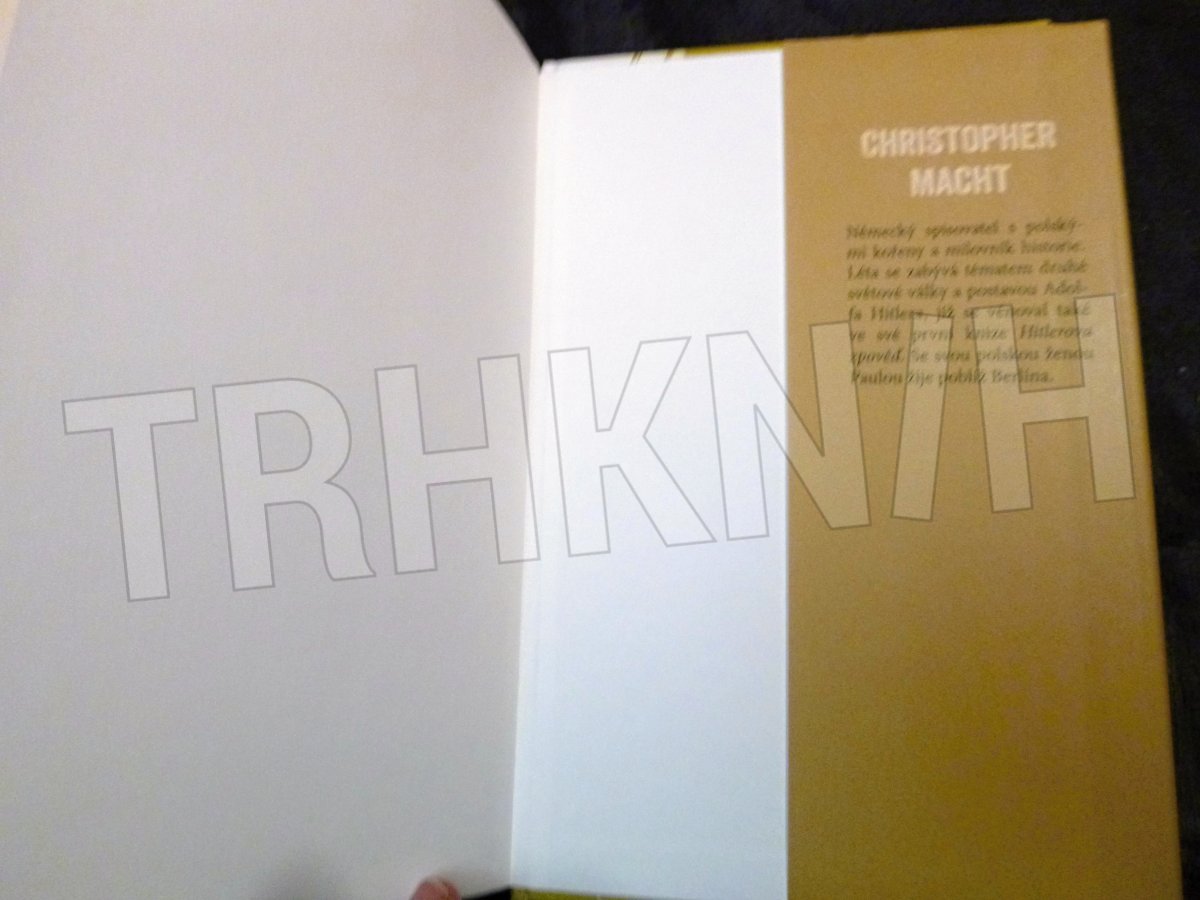 CHRISTOPHER
MACHT
Německý spisovatel s polský-
mi kořeny a milovník historie.
Léta se zabývá tématem druhé
světové války a postavou Adol-
fa Hitlera, jíž se věnoval také
ve své první knize Hitlerova
zpověď. Se svou polskou ženou
Paulou žije poblíž Berlína.
TRHKNIH